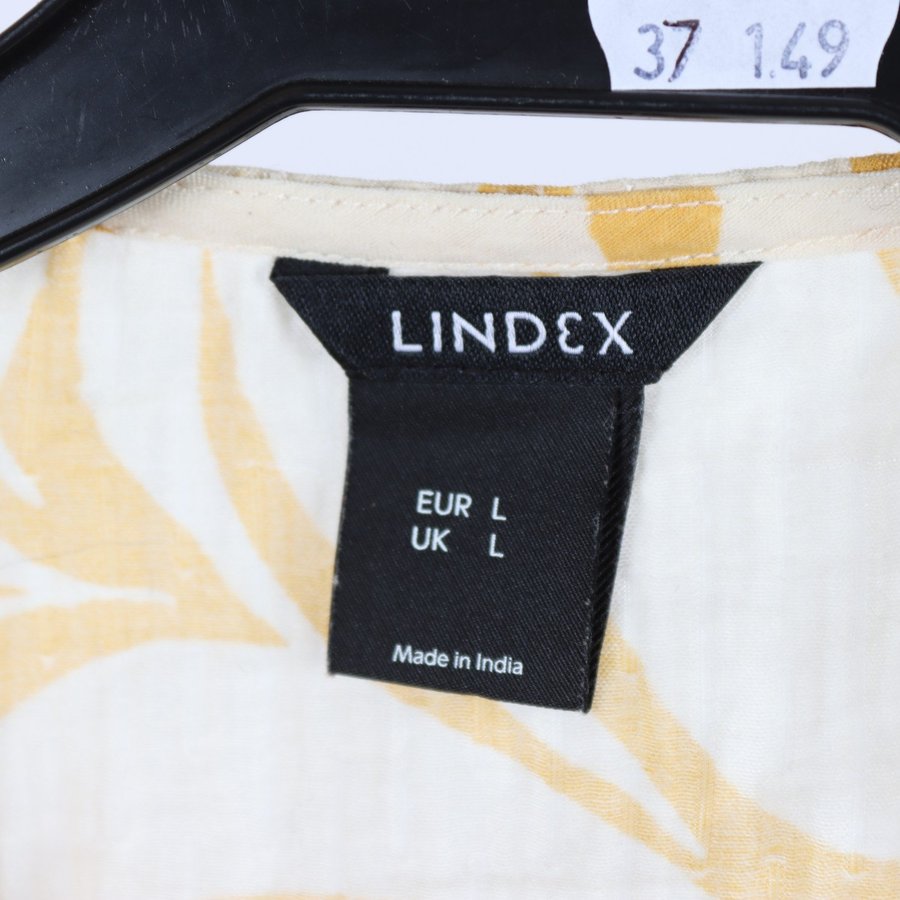 37 1.49
LINDEX
EUR L
UK L
Made in India